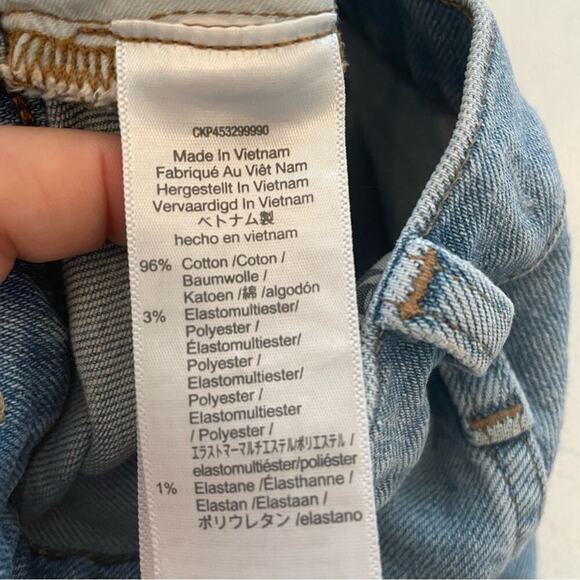 CKP453299990
Made In Vietnam
Fabriqué Au Viêt Nam
Hergestellt In Vietnam
Vervaardigd In Vietnam
ベトナム製
hecho en vietnam
96% Cotton /Coton /
Baumwolle /
Katoen /綿 /algodón
3% Elastomultiester/
Polyester /
Élastomultiester/
Polyester /
Elastomultiester/
Polyester /
Elastomultiester
/ Polyester /
エラストマーマルチエステル/ポリエステル /
elastomultiéster/poliéster
1% Elastane /Élasthanne /
Elastan /Elastaan /
ポリウレタン /elastano